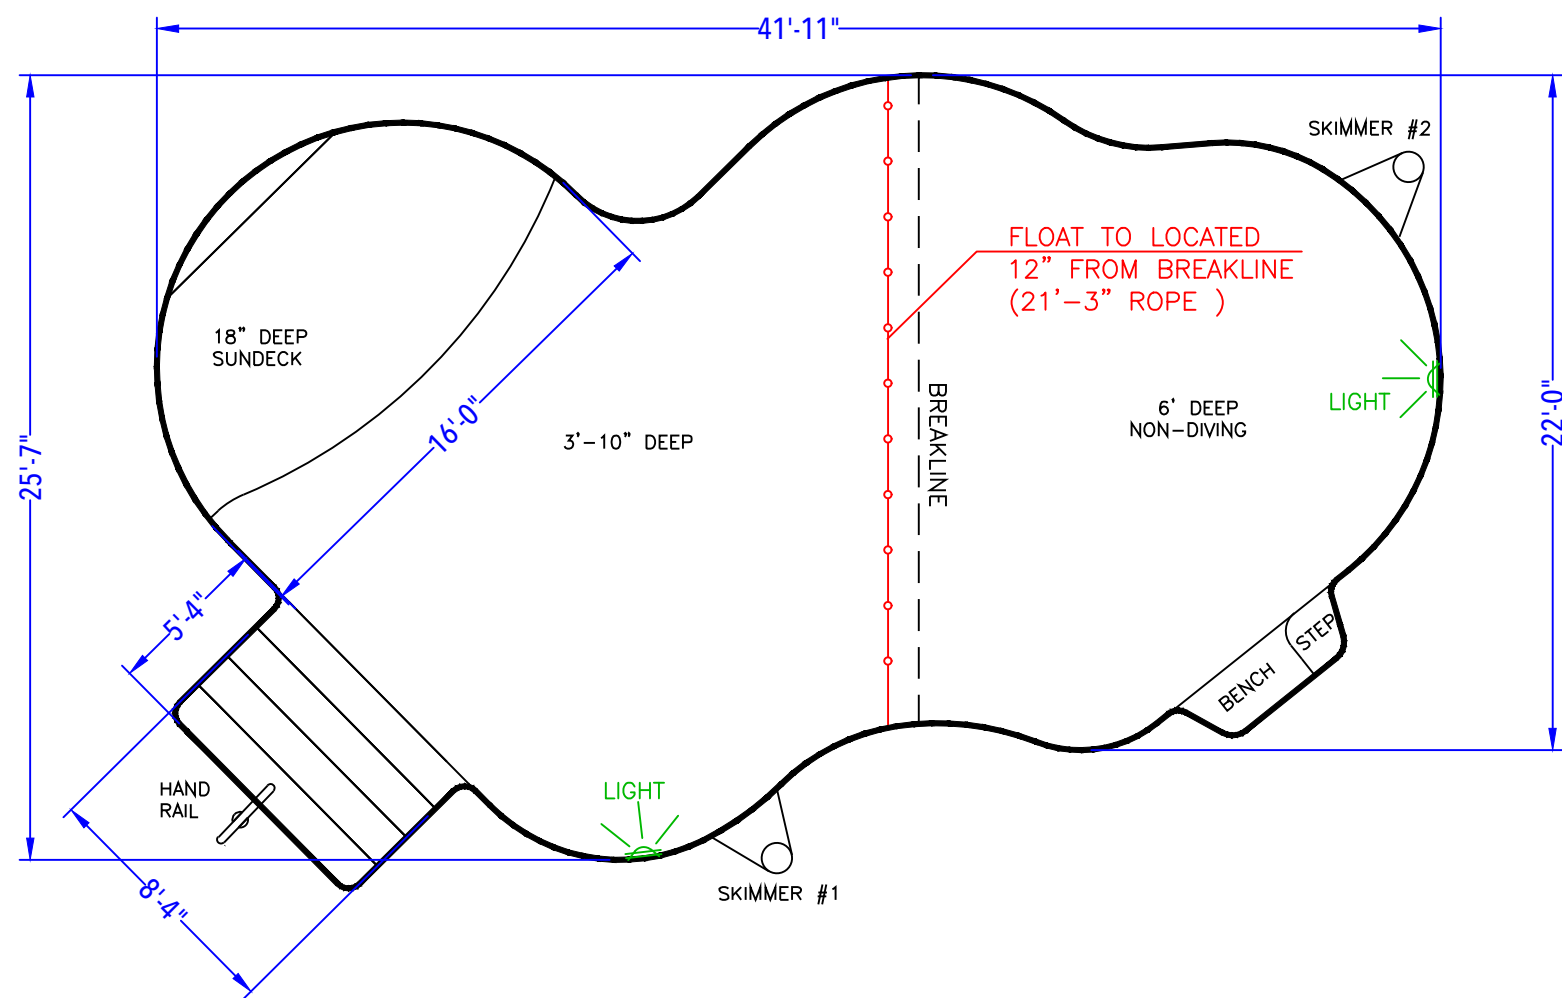 41'-11"
SKIMMER #2
FLOAT TO LOCATED
12” FROM BREAKLINE
(21’-3” ROPE )
18” DEEP
SUNDECK
BREAKLINE
LIGHT
6’ DEEP
NON-DIVING
22'-0"
16'-0"
3’-10” DEEP
25'-7"
5'-4"
STEP
BENCH
HAND
RAIL
LIGHT
8'-4"
SKIMMER #1